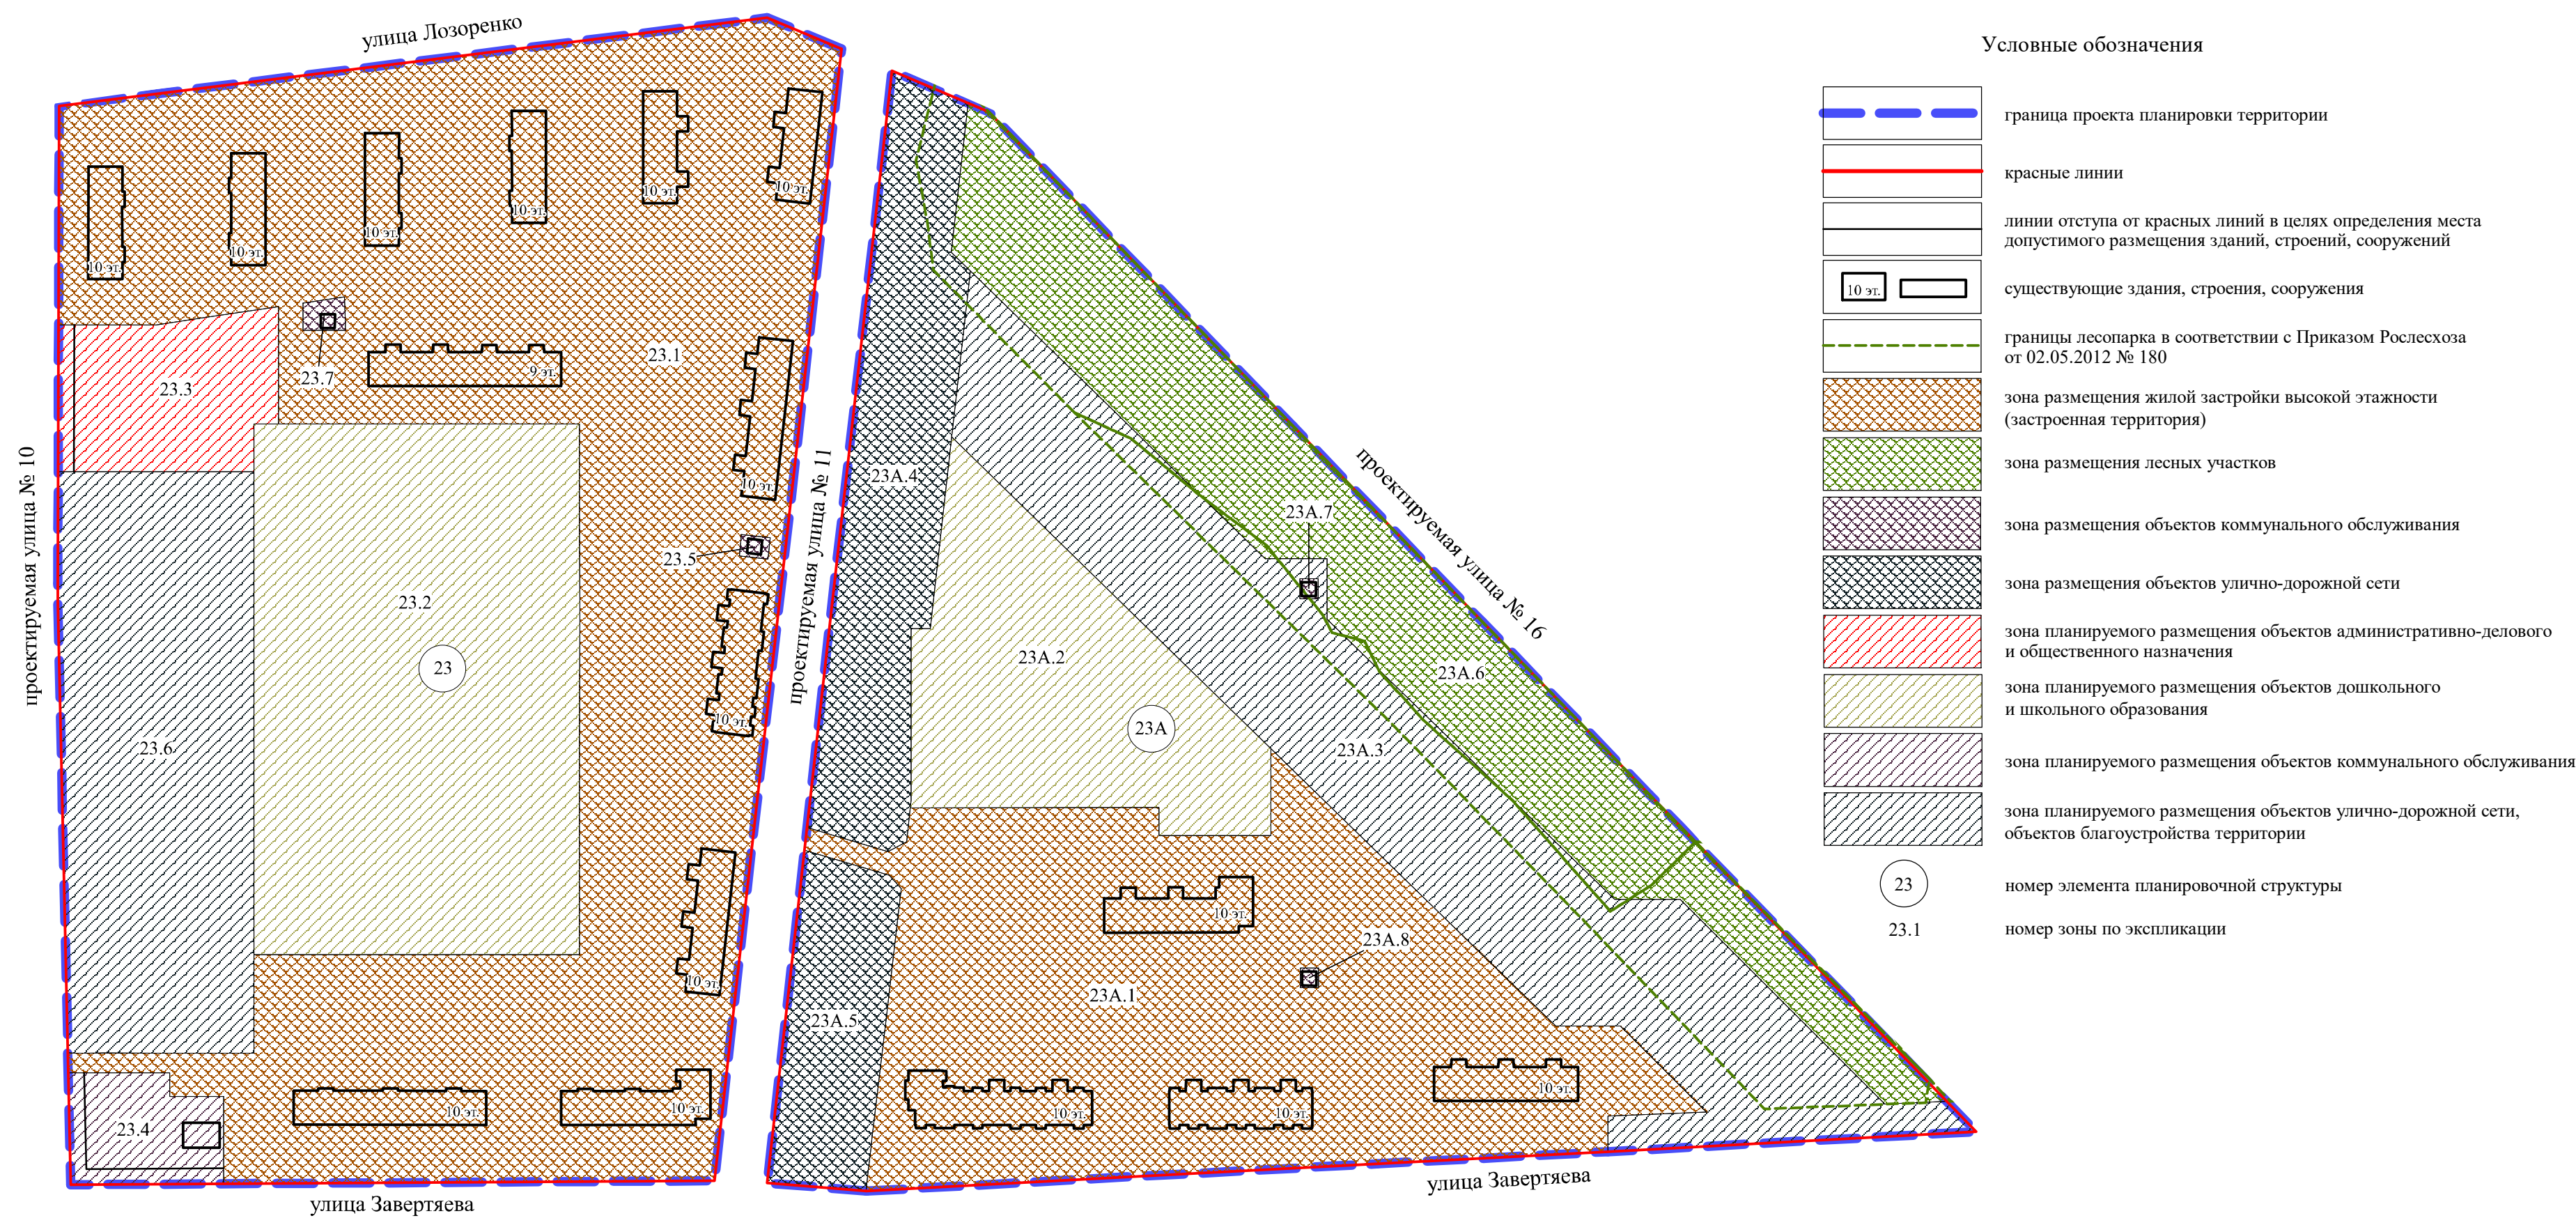 улица Лозоренко
10 эт.
10 эт.
10 эт.
10 эт.
10 эт.
10 эт.
23.3
23.7
9 эт.
23.1
10 эт.
23.5
23.2
23
10 эт.
23.6
10 эт.
23.4
10 эт.
10 эт.
проектируемая улица № 10
улица Завертяева
проектируемая улица № 11
23А.4
23А.7
23А.2
23А
23А.6
23А.3
проектируемая улица № 16
10 эт.
23А.8
23А.1
23А.5
10 эт.
10 эт.
10 эт.
улица Завертяева
Условные обозначения
граница проекта планировки территории
красные линии
линии отступа от красных линий в целях определения места
допустимого размещения зданий, строений, сооружений
10 эт.
существующие здания, строения, сооружения
границы лесопарка в соответствии с Приказом Рослесхоза
от 02.05.2012 № 180
зона размещения жилой застройки высокой этажности
(застроенная территория)
зона размещения лесных участков
зона размещения объектов коммунального обслуживания
зона размещения объектов улично-дорожной сети
зона планируемого размещения объектов административно-делового
и общественного назначения
зона планируемого размещения объектов дошкольного
и школьного образования
зона планируемого размещения объектов коммунального обслуживания
зона планируемого размещения объектов улично-дорожной сети,
объектов благоустройства территории
23
номер элемента планировочной структуры
23.1
номер зоны по экспликации